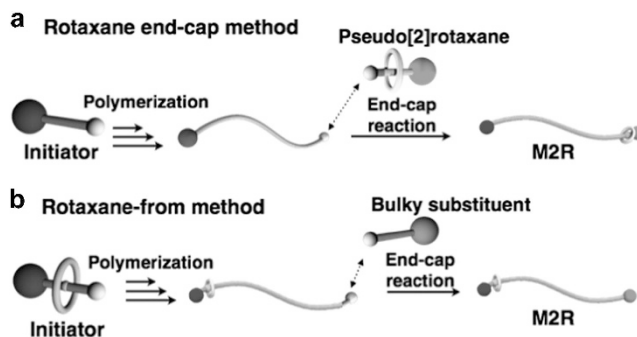 a
Rotaxane end-cap method
Pseudo[2]rotaxane
Polymerization
End-cap
reaction
Initiator
M2R
b
Rotaxane-from method
Bulky substituent
Polymerization
End-cap
reaction
Initiator
M2R